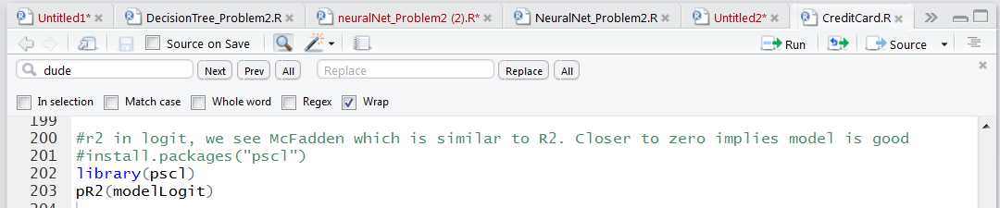 Untitled1* DecisionTree_Problem2.R neuralNet_Problem2 (2).R* NeuralNet_Problem2.R Untitled2* CreditCard.R
Source on Save Run Source
dude Next Prev All Replace Replace All
In selection Match case Whole word Regex Wrap
199
200 #r2 in logit, we see McFadden which is similar to R2. Closer to zero implies model is good
201 #install.packages("pscl")
202 library(pscl)
203 pR2(modelLogit)
204